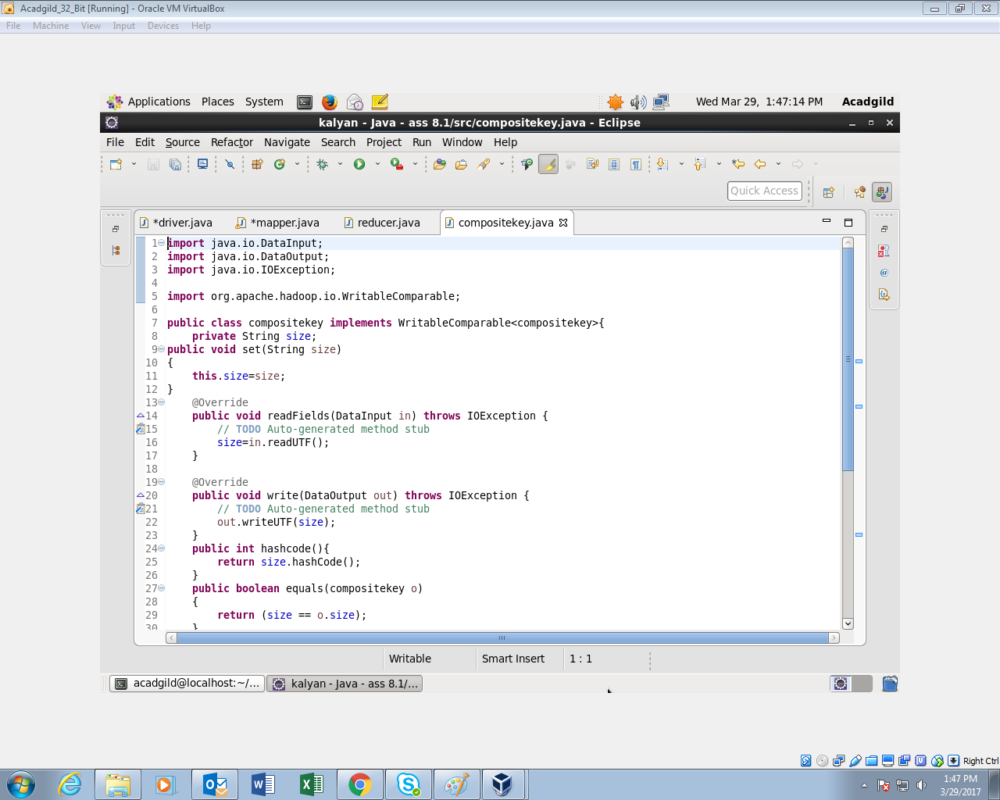 Acadgild_32_Bit [Running] - Oracle VM VirtualBox
File Machine View Input Devices Help
Applications Places System Wed Mar 29, 1:47:14 PM Acadgild
kalyan - Java - ass 8.1/src/compositekey.java - Eclipse
File Edit Source Refactor Navigate Search Project Run Window Help
Quick Access
*driver.java *mapper.java reducer.java compositekey.java
1 import java.io.DataInput;
2 import java.io.DataOutput;
3 import java.io.IOException;
4
5 import org.apache.hadoop.io.WritableComparable;
6
7 public class compositekey implements WritableComparable<compositekey>{
8 private String size;
9 public void set(String size)
10 {
11 this.size=size;
12 }
13 @Override
14 public void readFields(DataInput in) throws IOException {
15 // TODO Auto-generated method stub
16 size=in.readUTF();
17 }
18
19 @Override
20 public void write(DataOutput out) throws IOException {
21 // TODO Auto-generated method stub
22 out.writeUTF(size);
23 }
24 public int hashcode(){
25 return size.hashCode();
26 }
27 public boolean equals(compositekey o)
28 {
29 return (size == o.size);
30 }
Writable Smart Insert 1 : 1
acadgild@localhost:~/... kalyan - Java - ass 8.1/...
Right Ctrl
1:47 PM
3/29/2017